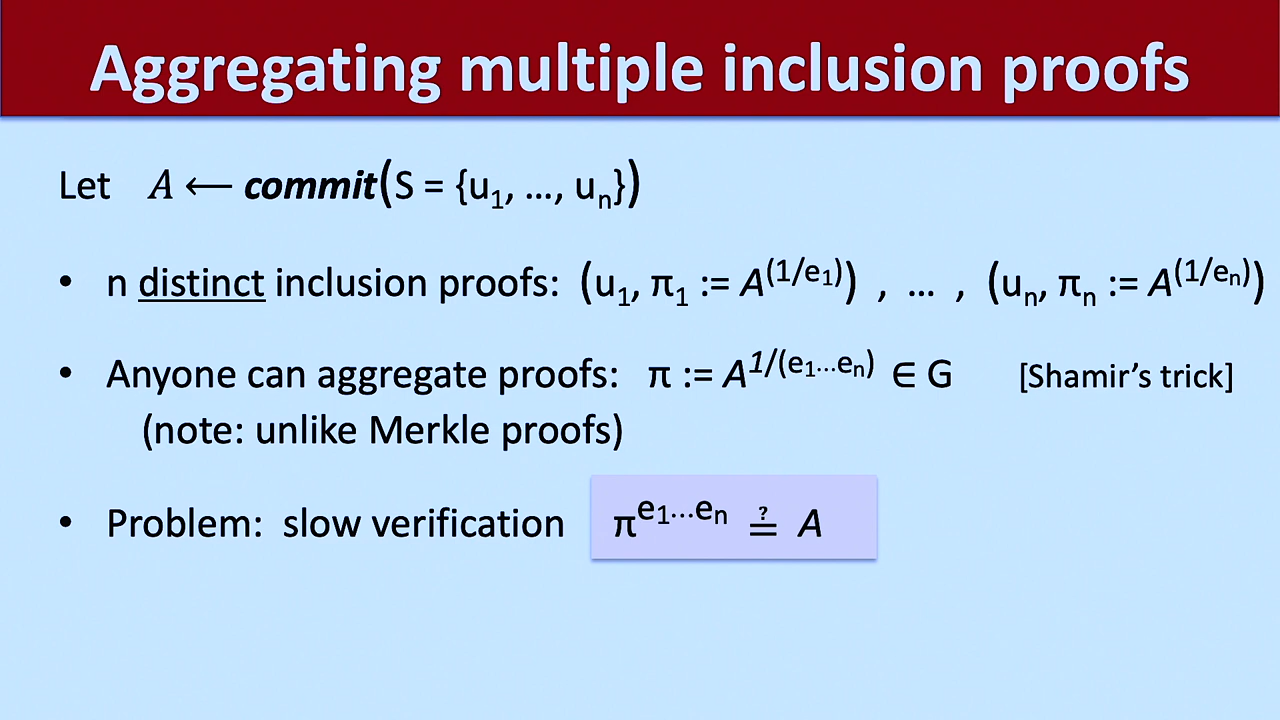 Aggregating multiple inclusion proofs
Let A ⟵ commit(S = {u₁, …, uₙ})
• n distinct inclusion proofs: (u₁, π₁ := A^(1/e₁)) , … , (uₙ, πₙ := A^(1/eₙ))
• Anyone can aggregate proofs: π := A^1/(e₁⋯eₙ) ∈ G [Shamir’s trick]
(note: unlike Merkle proofs)
• Problem: slow verification π^e₁⋯eₙ ≟ A